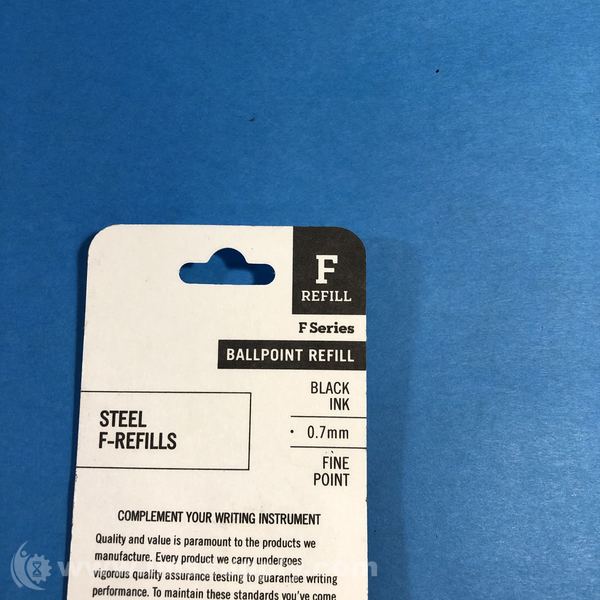 F
REFILL
F Series
BALLPOINT REFILL
BLACK
INK
STEEL
F-REFILLS
• 0.7mm
FINE
POINT
COMPLEMENT YOUR WRITING INSTRUMENT
Quality and value is paramount to the products we
manufacture. Every product we carry undergoes
vigorous quality assurance testing to guarantee writing
performance. To maintain these standards you've come